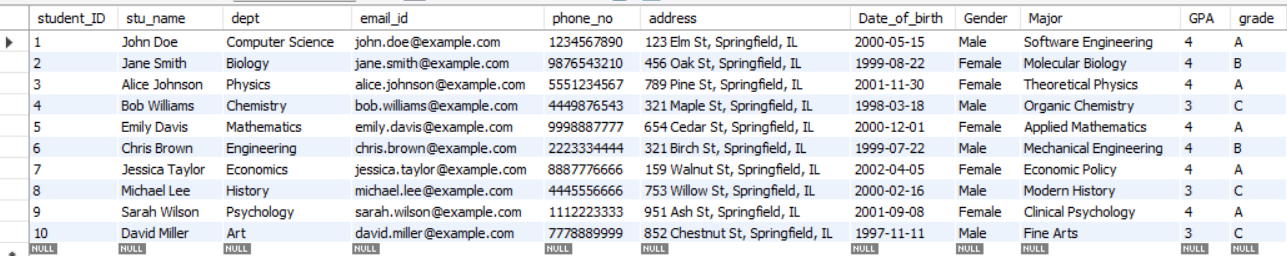 student_ID stu_name dept email_id phone_no address Date_of_birth Gender Major GPA grade
1 John Doe Computer Science john.doe@example.com 1234567890 123 Elm St, Springfield, IL 2000-05-15 Male Software Engineering 4 A
2 Jane Smith Biology jane.smith@example.com 9876543210 456 Oak St, Springfield, IL 1999-08-22 Female Molecular Biology 4 B
3 Alice Johnson Physics alice.johnson@example.com 5551234567 789 Pine St, Springfield, IL 2001-11-30 Female Theoretical Physics 4 A
4 Bob Williams Chemistry bob.williams@example.com 4449876543 321 Maple St, Springfield, IL 1998-03-18 Male Organic Chemistry 3 C
5 Emily Davis Mathematics emily.davis@example.com 9998887777 654 Cedar St, Springfield, IL 2000-12-01 Female Applied Mathematics 4 A
6 Chris Brown Engineering chris.brown@example.com 2223334444 321 Birch St, Springfield, IL 1999-07-22 Male Mechanical Engineering 4 B
7 Jessica Taylor Economics jessica.taylor@example.com 8887776666 159 Walnut St, Springfield, IL 2002-04-05 Female Economic Policy 4 A
8 Michael Lee History michael.lee@example.com 4445556666 753 Willow St, Springfield, IL 2000-02-16 Male Modern History 3 C
9 Sarah Wilson Psychology sarah.wilson@example.com 1112223333 951 Ash St, Springfield, IL 2001-09-08 Female Clinical Psychology 4 A
10 David Miller Art david.miller@example.com 7778889999 852 Chestnut St, Springfield, IL 1997-11-11 Male Fine Arts 3 C
NULL NULL NULL NULL NULL NULL NULL NULL NULL NULL NULL